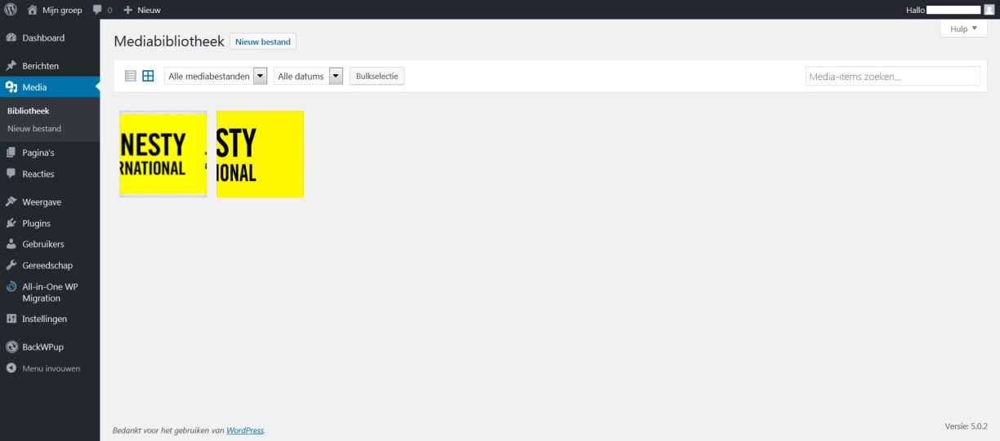 Mijn groep 0 Nieuw Hallo
Dashboard
Berichten
Media
Bibliotheek
Nieuw bestand
Pagina's
Reacties
Weergave
Plugins
Gebruikers
Gereedschap
All-in-One WP
Migration
Instellingen
BackWPup
Menu invouwen
Hulp
Mediabibliotheek Nieuw bestand
Alle mediabestanden Alle datums Bulkselectie Media-items zoeken...
NESTY
RNATIONAL
STY
IONAL
Bedankt voor het gebruiken van WordPress.
Versie: 5.0.2